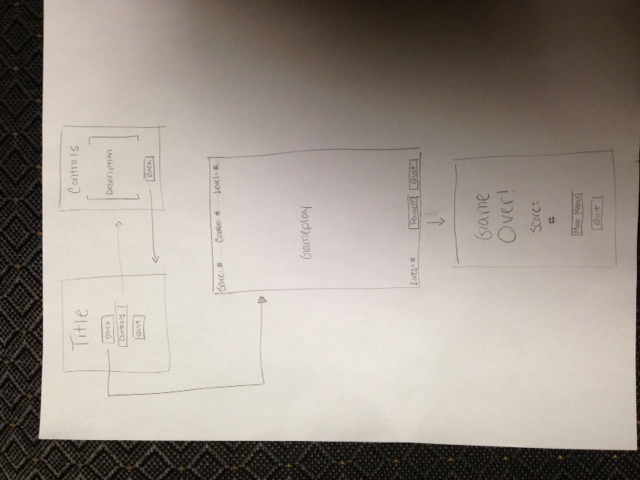 Title
Start
Controls
Quit
Controls
Description
Back
Score: # Combo: # Level: #
Gameplay
Lives: # Pause Quit
Game
Over!
Score:
#
Main Menu
Quit